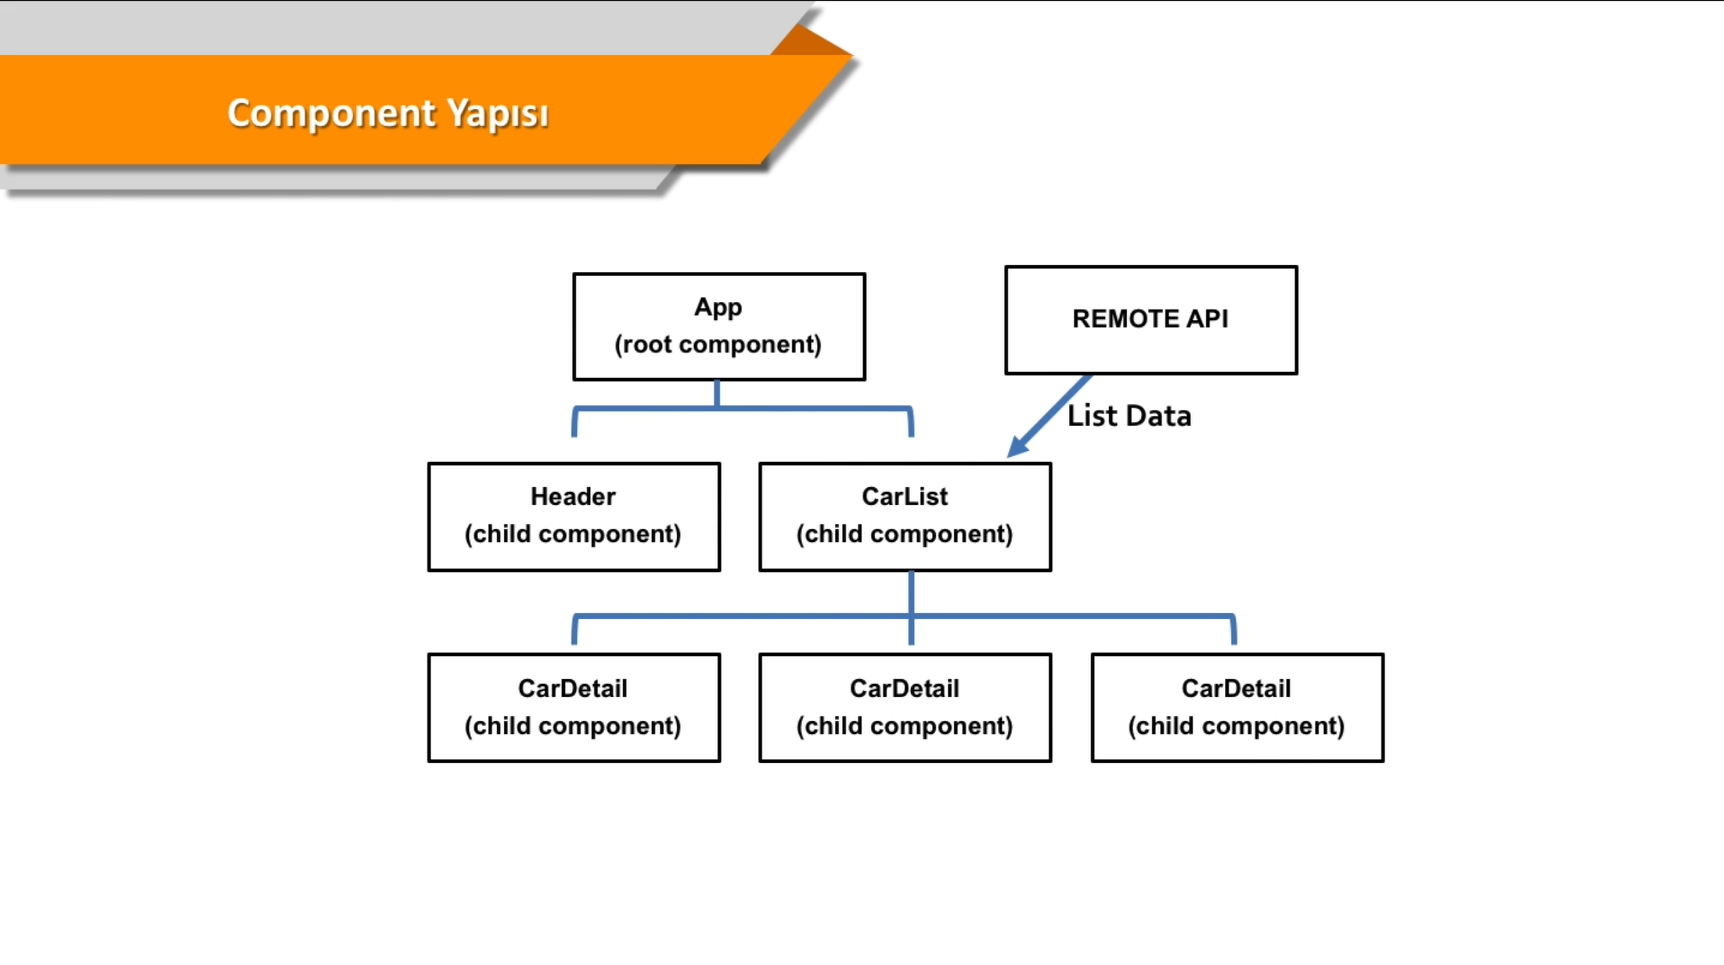 Component Yapısı
App
(root component)
REMOTE API
List Data
Header
(child component)
CarList
(child component)
CarDetail
(child component)
CarDetail
(child component)
CarDetail
(child component)